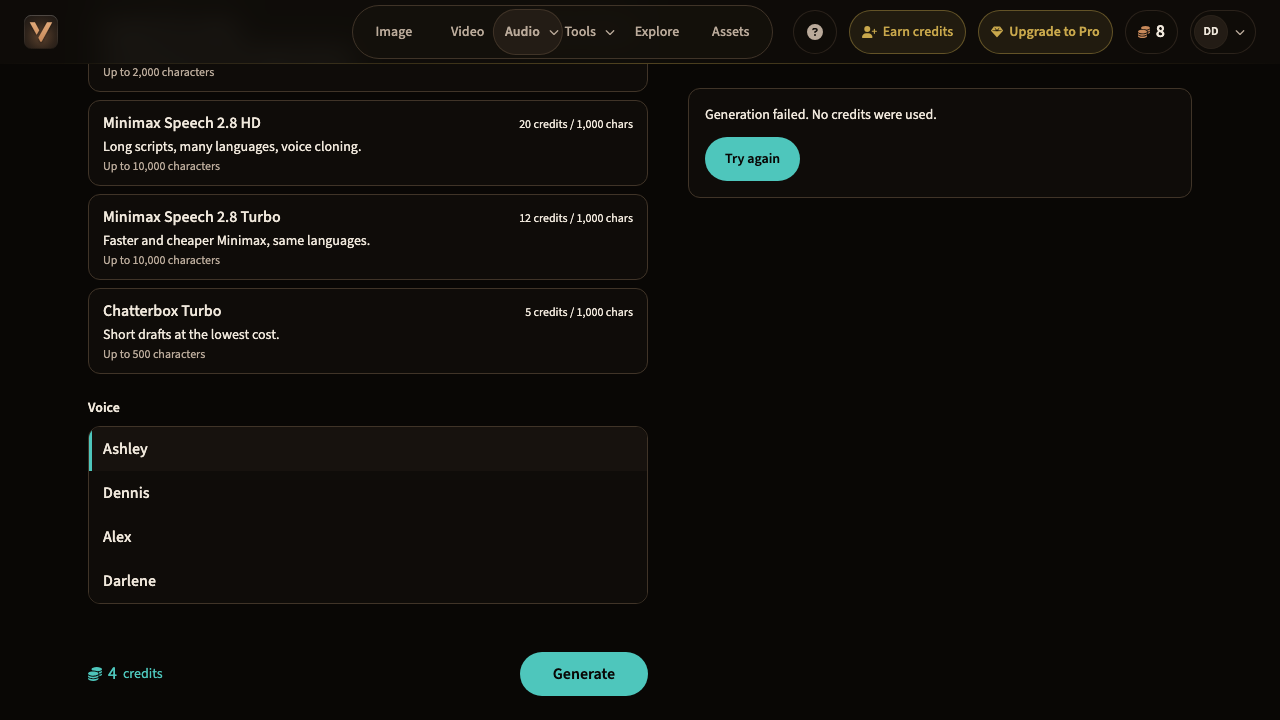 Image
Video
Audio
Tools
Explore
Assets
?
Earn credits
Upgrade to Pro
8
DD
Up to 2,000 characters
Minimax Speech 2.8 HD
20 credits / 1,000 chars
Long scripts, many languages, voice cloning.
Up to 10,000 characters
Minimax Speech 2.8 Turbo
12 credits / 1,000 chars
Faster and cheaper Minimax, same languages.
Up to 10,000 characters
Chatterbox Turbo
5 credits / 1,000 chars
Short drafts at the lowest cost.
Up to 500 characters
Voice
Ashley
Dennis
Alex
Darlene
4 credits
Generate
Generation failed. No credits were used.
Try again